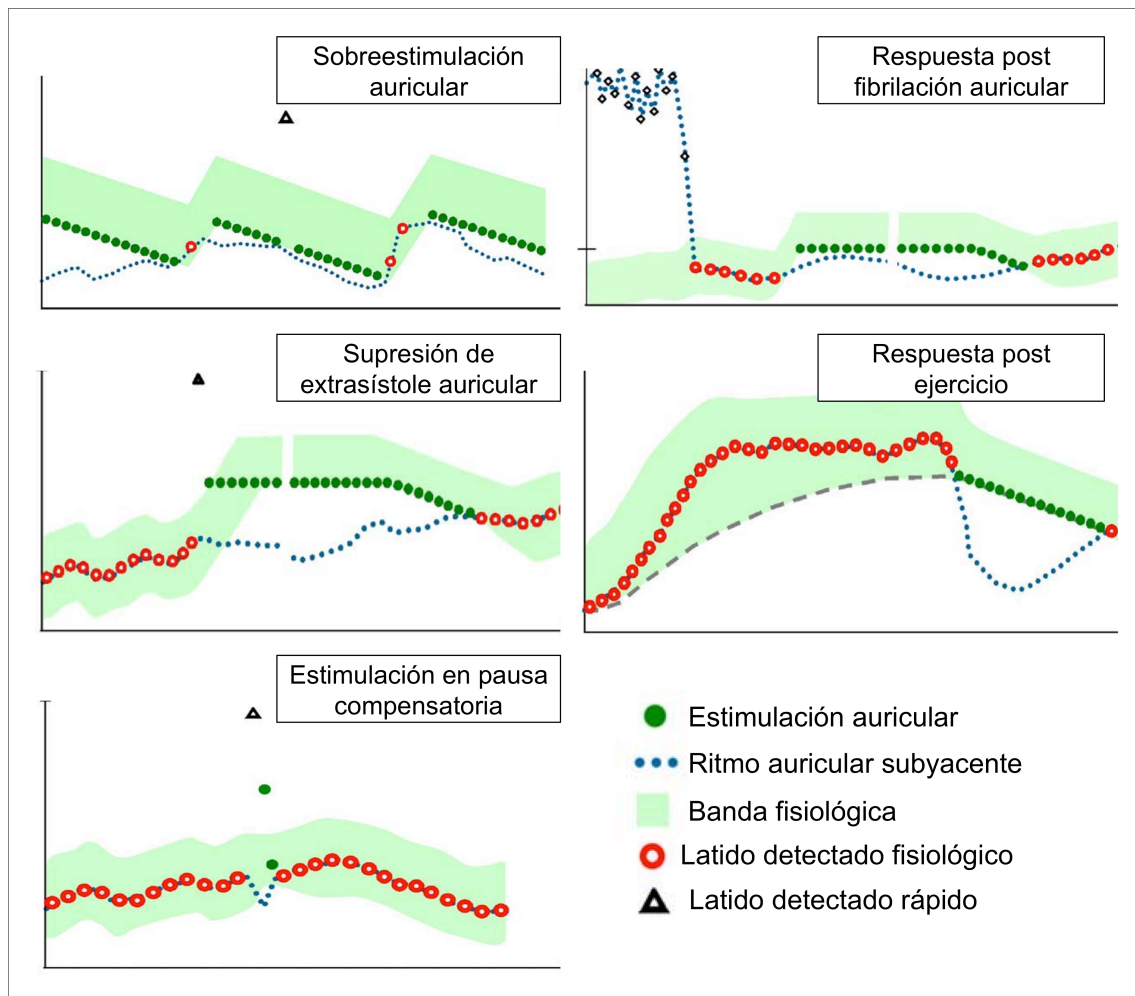 Sobreestimulación
auricular
Respuesta post
fibrilación auricular
Supresión de
extrasístole auricular
Respuesta post
ejercicio
Estimulación en pausa
compensatoria
Estimulación auricular
Ritmo auricular subyacente
Banda fisiológica
Latido detectado fisiológico
Latido detectado rápido